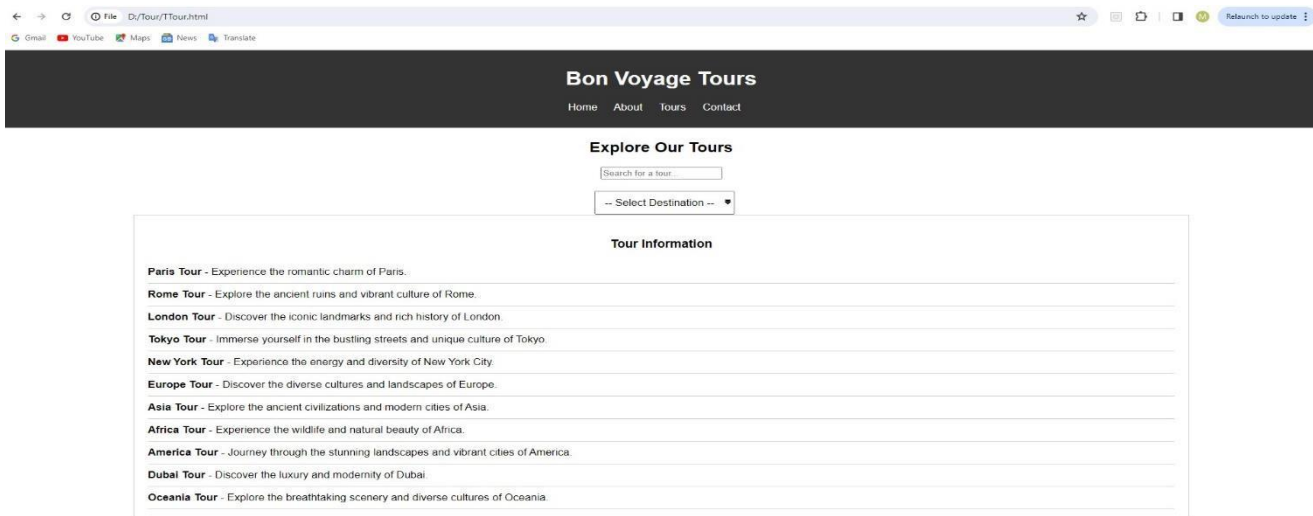 File D:/Tour/TTour.html
Relaunch to update
Gmail YouTube Maps News Translate
Bon Voyage Tours
Home About Tours Contact
Explore Our Tours
Search for a tour...
-- Select Destination --
Tour Information
Paris Tour - Experience the romantic charm of Paris.
Rome Tour - Explore the ancient ruins and vibrant culture of Rome.
London Tour - Discover the iconic landmarks and rich history of London.
Tokyo Tour - Immerse yourself in the bustling streets and unique culture of Tokyo.
New York Tour - Experience the energy and diversity of New York City.
Europe Tour - Discover the diverse cultures and landscapes of Europe.
Asia Tour - Explore the ancient civilizations and modern cities of Asia.
Africa Tour - Experience the wildlife and natural beauty of Africa.
America Tour - Journey through the stunning landscapes and vibrant cities of America.
Dubai Tour - Discover the luxury and modernity of Dubai.
Oceania Tour - Explore the breathtaking scenery and diverse cultures of Oceania.